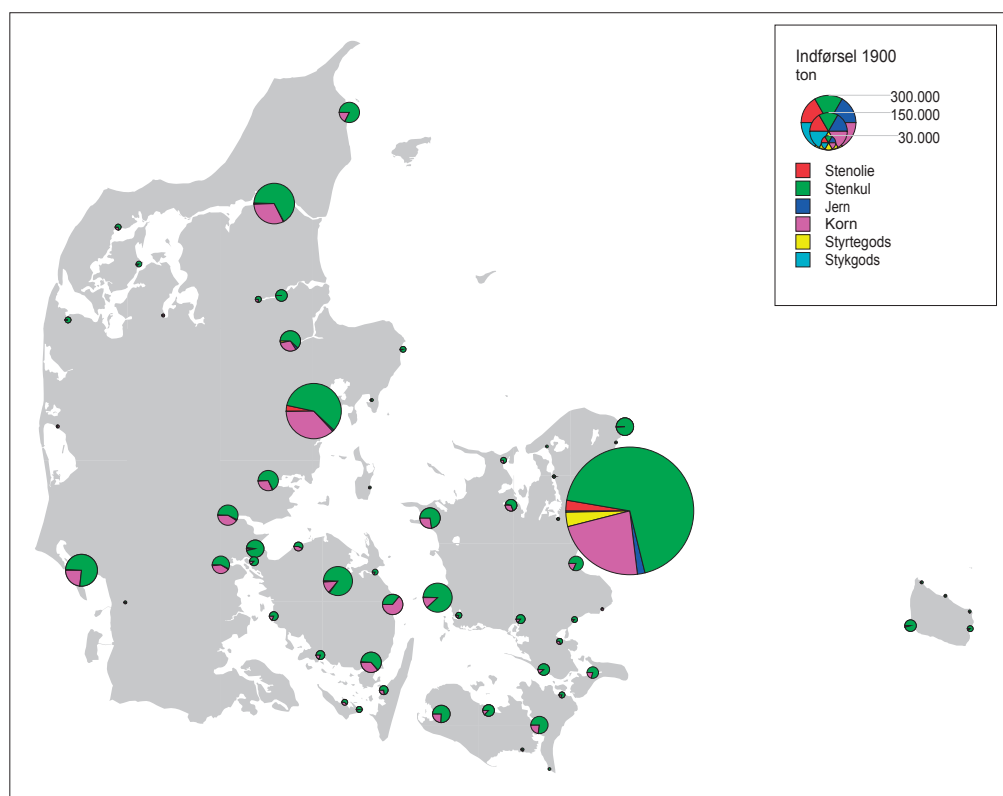 Indførsel 1900
ton
300.000
150.000
30.000
Stenolie
Stenkul
Jern
Korn
Styrtegods
Stykgods